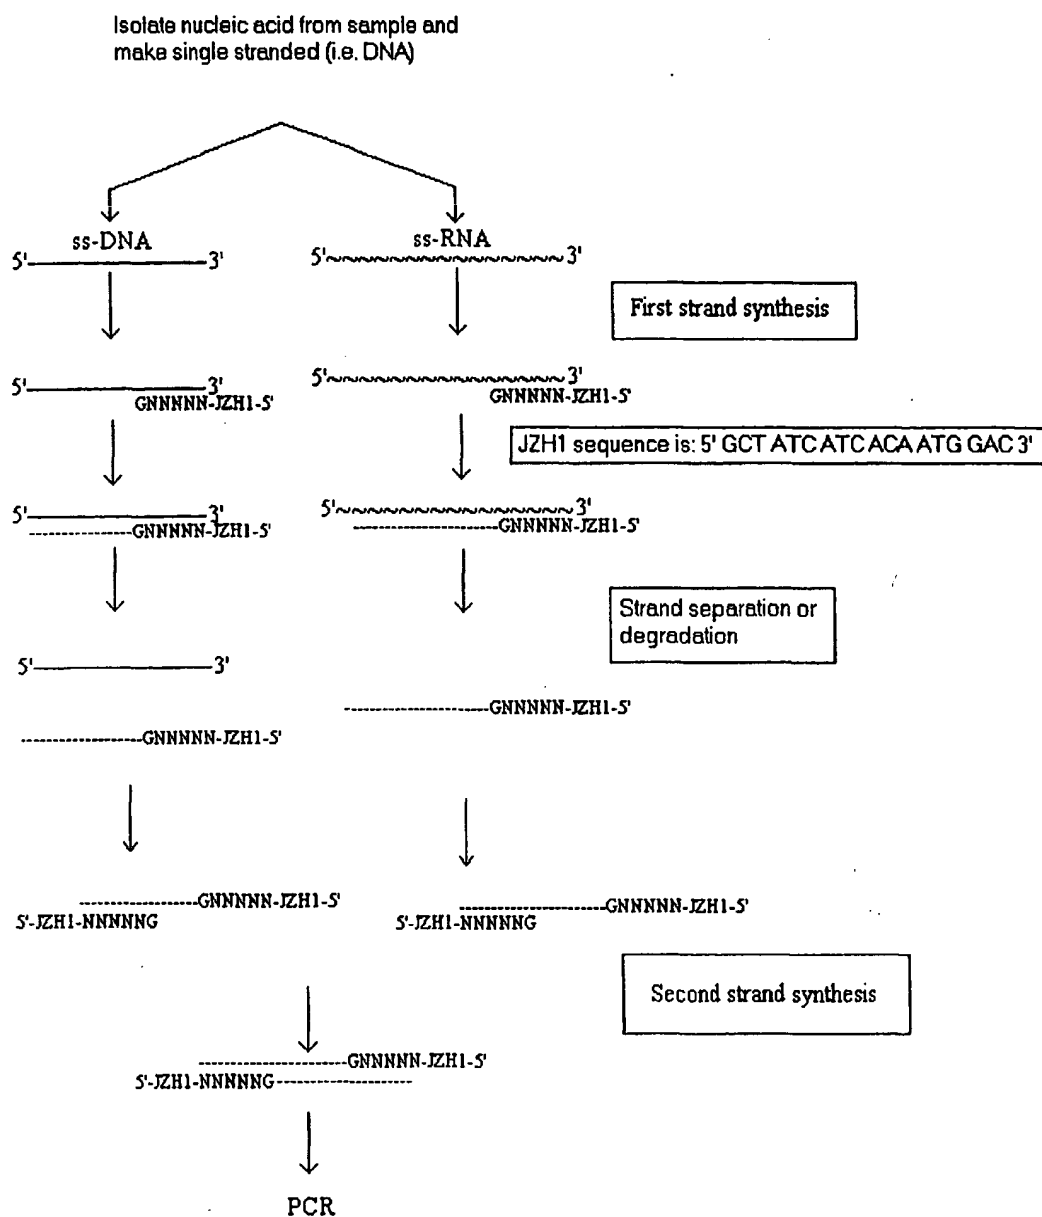 Isolate nucleic acid from sample and
make single stranded (i.e. DNA)
ss-DNA
ss-RNA
5' 3'
5' 3'
First strand synthesis
5' 3'
GNNNNN-JZH1-5'
5' 3'
GNNNNN-JZH1-5'
JZH1 sequence is: 5' GCT ATC ATC ACA ATG GAC 3'
5' 3'
GNNNNN-JZH1-5'
5' 3'
GNNNNN-JZH1-5'
Strand separation or
degradation
5' 3'
GNNNNN-JZH1-5'
GNNNNN-JZH1-5'
GNNNNN-JZH1-5'
5'-JZH1-NNNNNG
GNNNNN-JZH1-5'
5'-JZH1-NNNNNG
Second strand synthesis
GNNNNN-JZH1-5'
5'-JZH1-NNNNNG
PCR